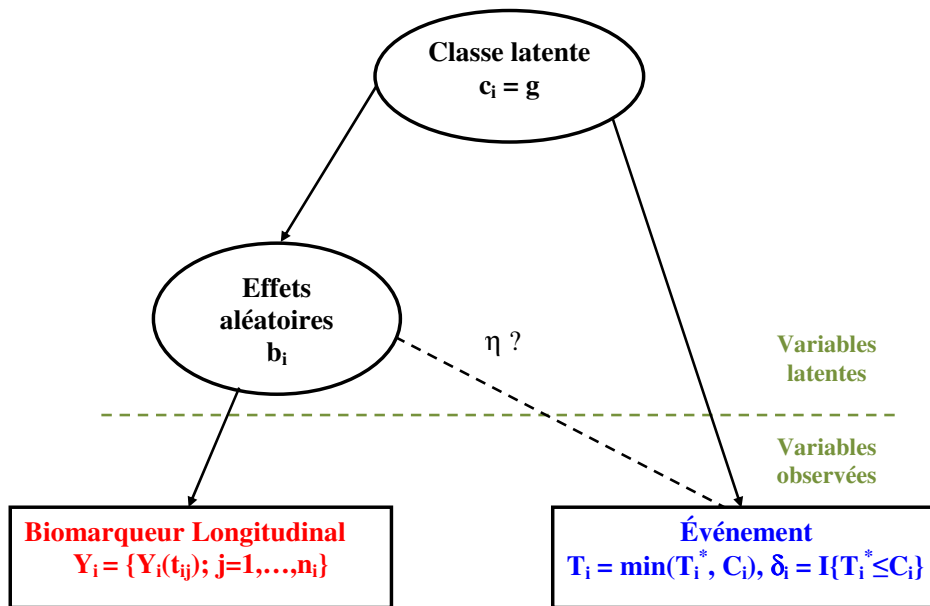 Classe latente
cᵢ = g
Effets
aléatoires
bᵢ
η ?
Variables
latentes
Variables
observées
Biomarqueur Longitudinal
Yᵢ = {Yᵢ(tᵢⱼ); j=1,…,nᵢ}
Événement
Tᵢ = min(Tᵢ*, Cᵢ), δᵢ = I{Tᵢ*≤Cᵢ}